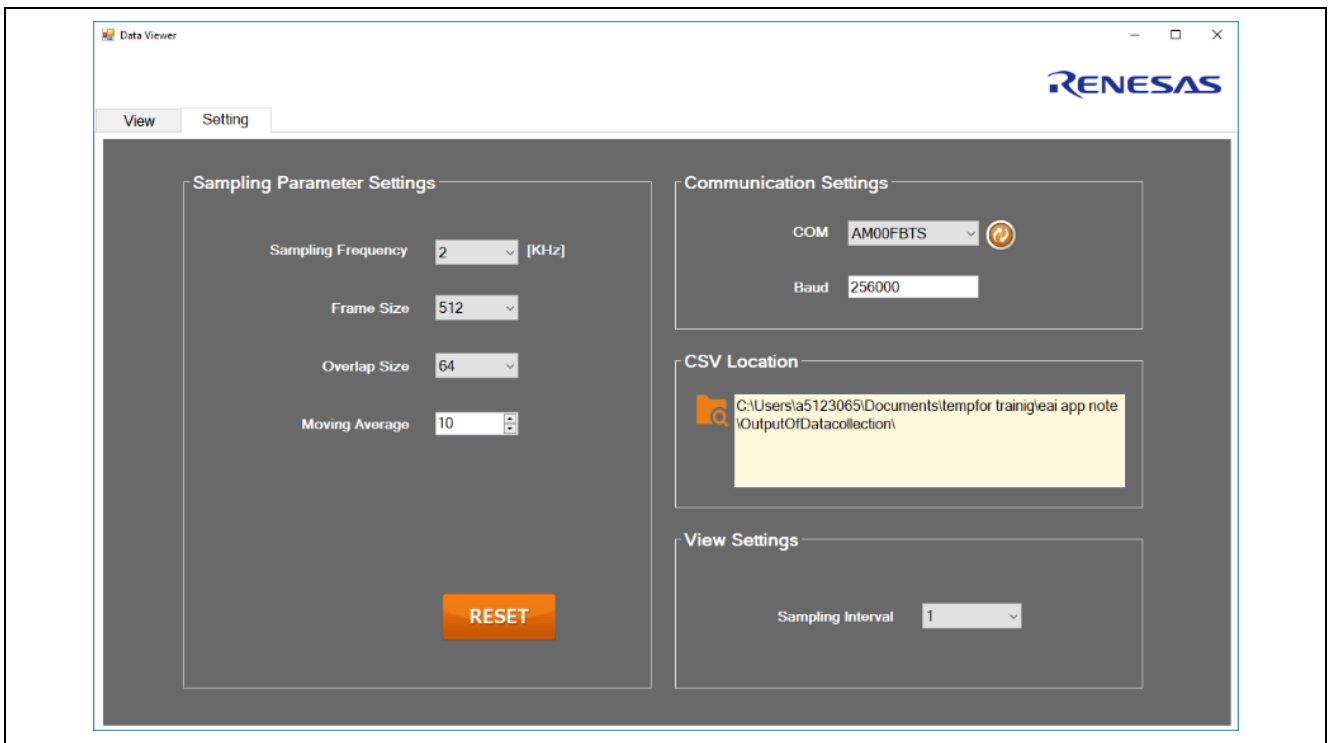 Data Viewer
RENESAS
View Setting
Sampling Parameter Settings
Sampling Frequency 2 [KHz]
Frame Size 512
Overlap Size 64
Moving Average 10
RESET
Communication Settings
COM AM00FBTS
Baud 256000
CSV Location
C:\Users\a5123065\Documents\tempfor trainig\eai app note
\OutputOfDatacollection\
View Settings
Sampling Interval 1